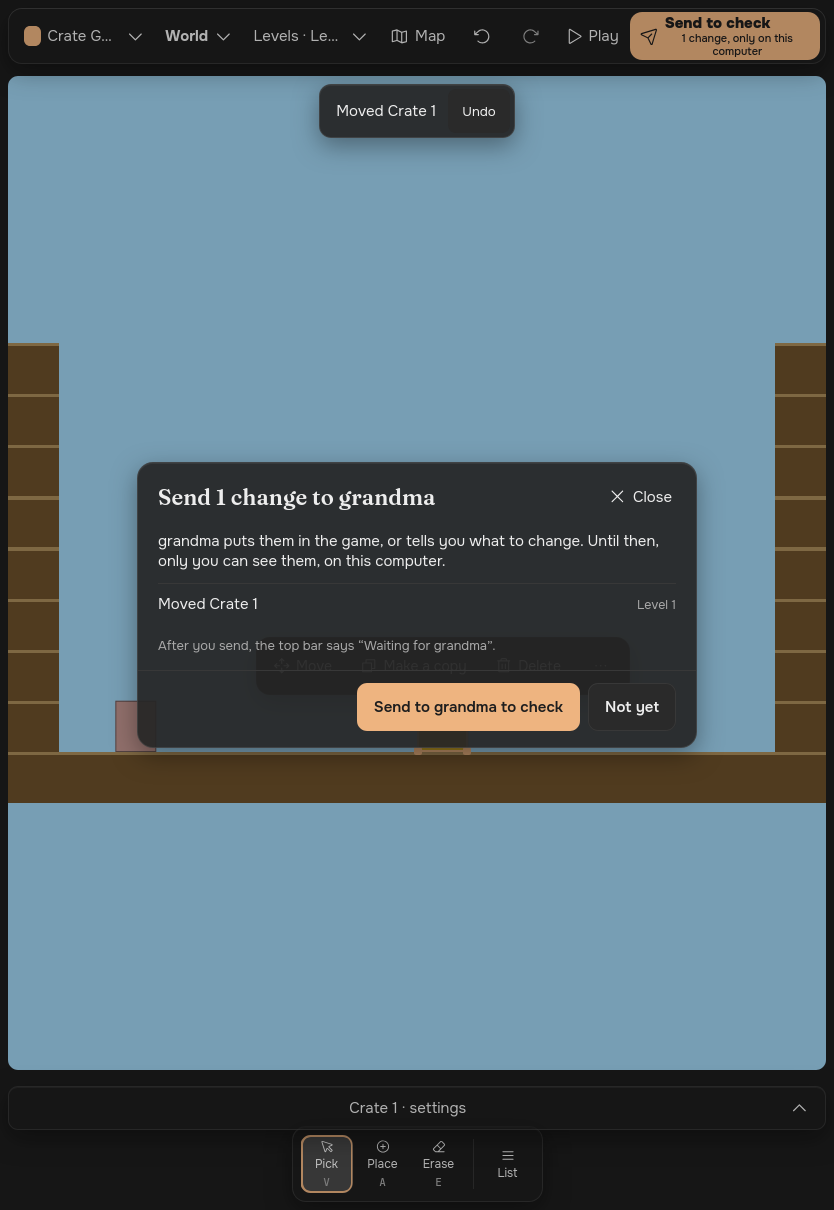 Crate G...
World
Levels · Le...
Map
Play
Send to check
1 change, only on this
computer
Moved Crate 1
Undo
Send 1 change to grandma
Close
grandma puts them in the game, or tells you what to change. Until then,
only you can see them, on this computer.
Moved Crate 1
Level 1
After you send, the top bar says “Waiting for grandma”.
Move
Make a copy
Delete
Send to grandma to check
Not yet
Crate 1 · settings
Pick
Place
Erase
List
V
A
E